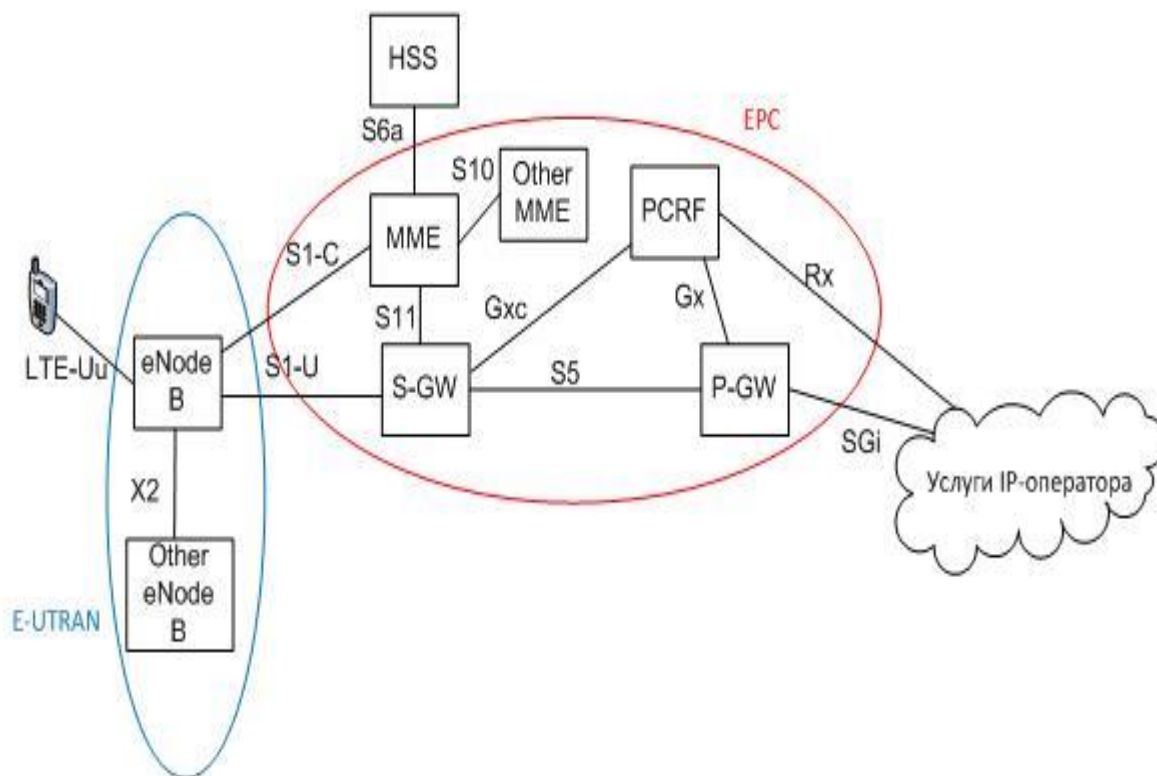 HSS
S6a
EPC
S10
Other
MME
PCRF
MME
S1-C
Rx
Gxc
Gx
S11
LTE-Uu
eNode
B
S1-U
S-GW
S5
P-GW
SGi
Услуги IP-оператора
X2
Other
eNode
B
E-UTRAN